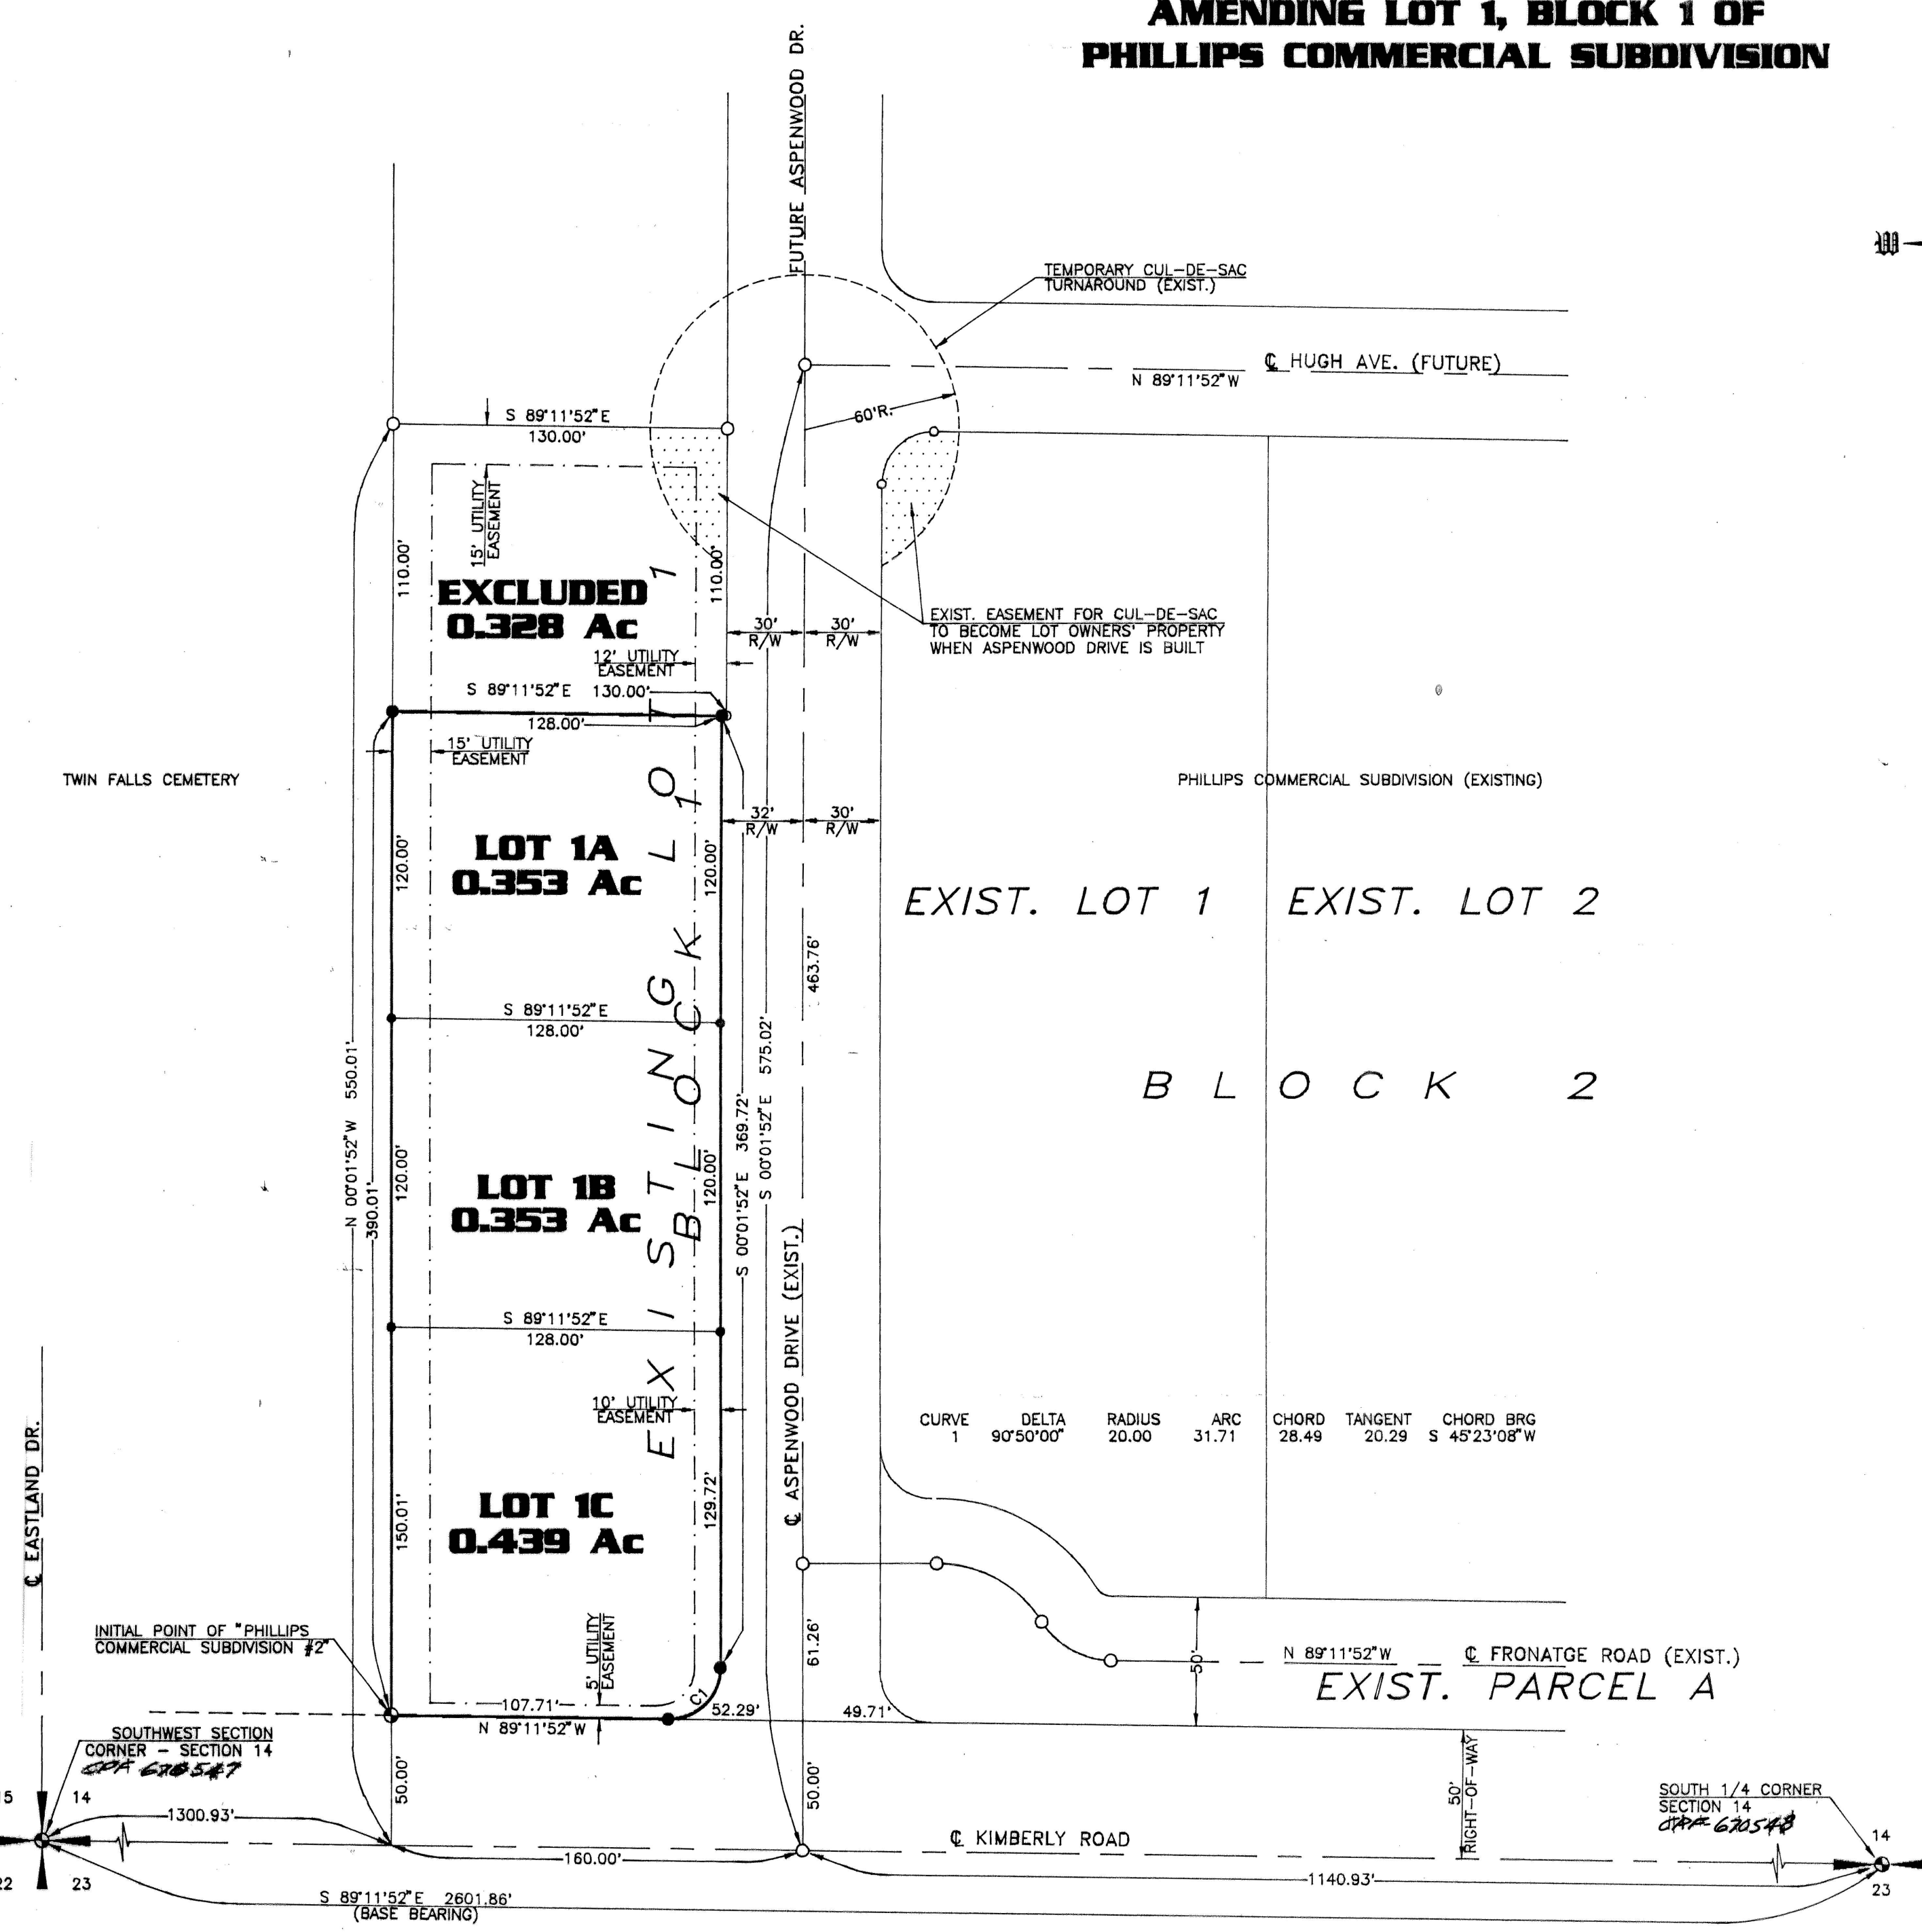 AMENDING LOT 1, BLOCK 1 OF
PHILLIPS COMMERCIAL SUBDIVISION
FUTURE ASPENWOOD DR.
W
TEMPORARY CUL-DE-SAC
TURNAROUND (EXIST.)
℄ HUGH AVE. (FUTURE)
N 89°11'52" W
60'R.
S 89°11'52" E
130.00'
15' UTILITY
EASEMENT
110.00'
110.00'
EXCLUDED
0.328 Ac
EXIST. EASEMENT FOR CUL-DE-SAC
TO BECOME LOT OWNERS' PROPERTY
WHEN ASPENWOOD DRIVE IS BUILT
30'
R/W
30'
R/W
12' UTILITY
EASEMENT
S 89°11'52" E 130.00'
128.00'
15' UTILITY
EASEMENT
TWIN FALLS CEMETERY
PHILLIPS COMMERCIAL SUBDIVISION (EXISTING)
32'
R/W
30'
R/W
LOT 1A
0.353 Ac
120.00'
120.00'
EXISTING LOT 1
BLOCK 1
EXIST. LOT 1
EXIST. LOT 2
463.76'
S 89°11'52" E
128.00'
N 00°01'52" W 550.01'
390.01'
S 00°01'52" E 369.72'
S 00°01'52" E 575.02'
BLOCK 2
LOT 1B
0.353 Ac
120.00'
120.00'
℄ ASPENWOOD DRIVE (EXIST.)
S 89°11'52" E
128.00'
10' UTILITY
EASEMENT
CURVE DELTA RADIUS ARC CHORD TANGENT CHORD BRG
1 90°50'00" 20.00 31.71 28.49 20.29 S 45°23'08" W
℄ EASTLAND DR.
LOT 1C
0.439 Ac
150.01'
129.72'
INITIAL POINT OF "PHILLIPS
COMMERCIAL SUBDIVISION #2"
5' UTILITY
EASEMENT
61.26'
50'
N 89°11'52" W ℄ FRONATGE ROAD (EXIST.)
EXIST. PARCEL A
107.71'
C1
52.29'
49.71'
N 89°11'52" W
SOUTHWEST SECTION
CORNER - SECTION 14
50.00'
50.00'
50'
RIGHT-OF-WAY
SOUTH 1/4 CORNER
SECTION 14
670548
15
14
1300.93'
℄ KIMBERLY ROAD
14
160.00'
1140.93'
22
23
23
S 89°11'52" E 2601.86'
(BASE BEARING)